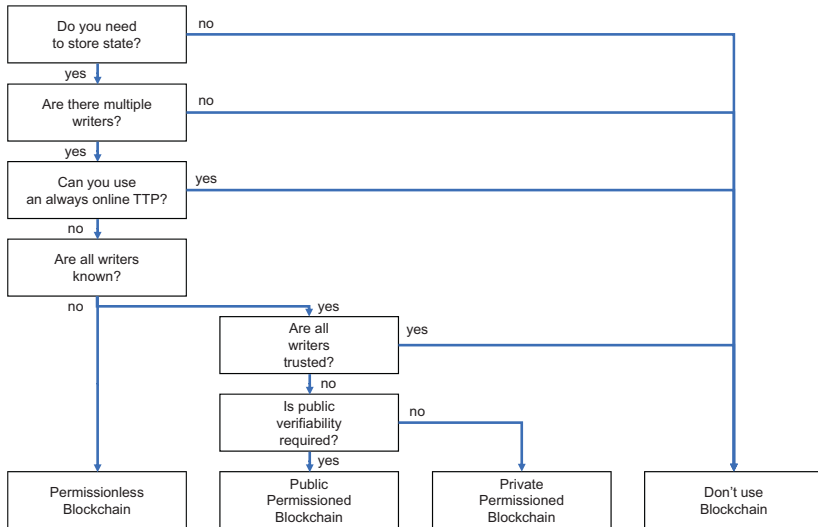 Do you need
to store state?
no
yes
Are there multiple
writers?
no
yes
Can you use
an always online TTP?
yes
no
Are all writers
known?
no
yes
Are all
writers
trusted?
yes
no
Is public
verifiability
required?
no
yes
Permissionless
Blockchain
Public
Permissioned
Blockchain
Private
Permissioned
Blockchain
Don't use
Blockchain